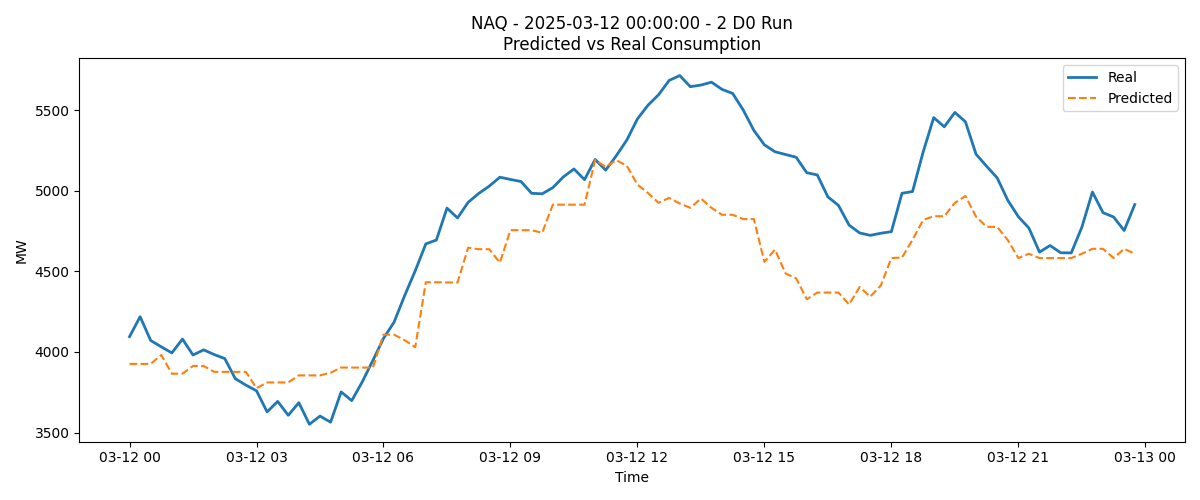 NAQ - 2025-03-12 00:00:00 - 2 D0 Run
Predicted vs Real Consumption
Real
Predicted
MW
5500
5000
4500
4000
3500
03-12 00
03-12 03
03-12 06
03-12 09
03-12 12
03-12 15
03-12 18
03-12 21
03-13 00
Time